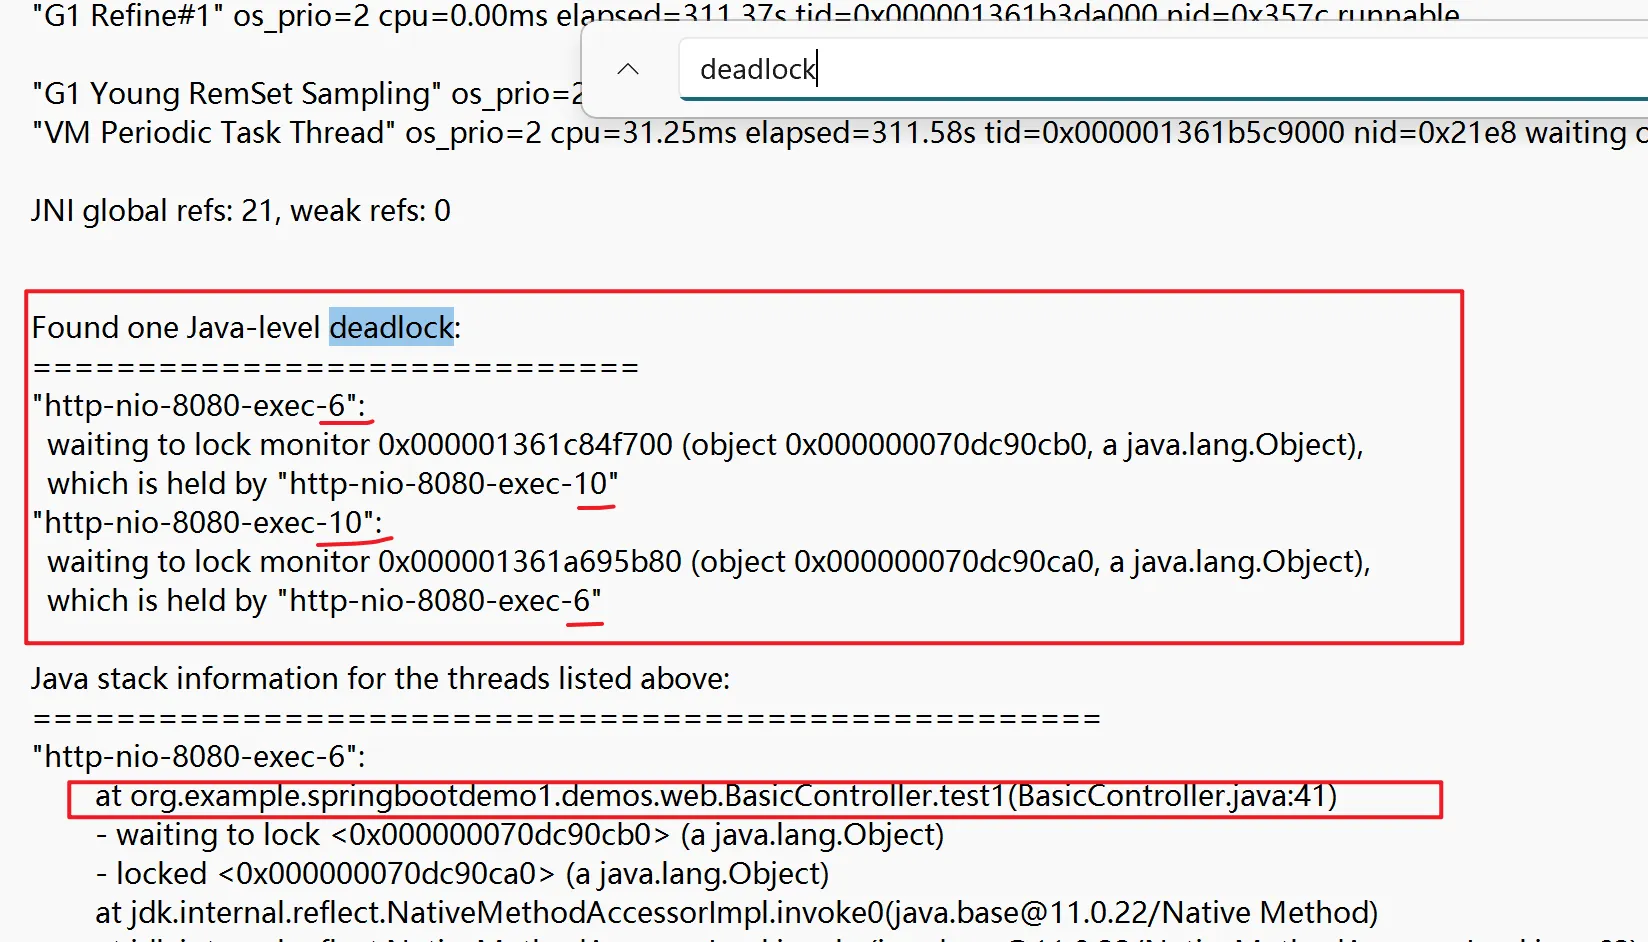 "G1 Refine#1" os_prio=2 cpu=0.00ms elapsed=311.37s tid=0x000001361b3da000 nid=0x357c runnable
deadlock
"G1 Young RemSet Sampling" os_prio=2
"VM Periodic Task Thread" os_prio=2 cpu=31.25ms elapsed=311.58s tid=0x000001361b5c9000 nid=0x21e8 waiting o
JNI global refs: 21, weak refs: 0
Found one Java-level deadlock:
=============================
"http-nio-8080-exec-6":
waiting to lock monitor 0x000001361c84f700 (object 0x000000070dc90cb0, a java.lang.Object),
which is held by "http-nio-8080-exec-10"
"http-nio-8080-exec-10":
waiting to lock monitor 0x000001361a695b80 (object 0x000000070dc90ca0, a java.lang.Object),
which is held by "http-nio-8080-exec-6"
Java stack information for the threads listed above:
===================================================
"http-nio-8080-exec-6":
at org.example.springbootdemo1.demos.web.BasicController.test1(BasicController.java:41)
- waiting to lock <0x000000070dc90cb0> (a java.lang.Object)
- locked <0x000000070dc90ca0> (a java.lang.Object)
at jdk.internal.reflect.NativeMethodAccessorImpl.invoke0(java.base@11.0.22/Native Method)